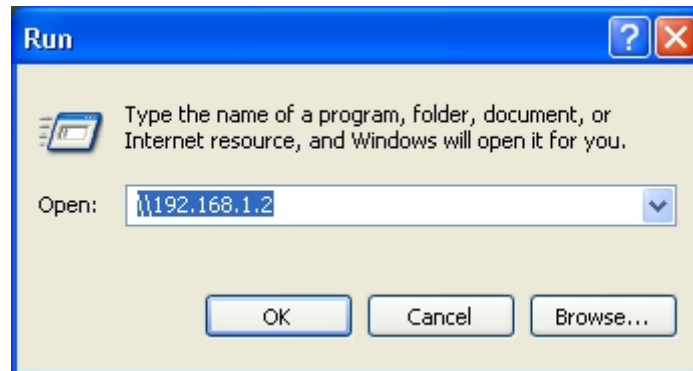 Run
Type the name of a program, folder, document, or
Internet resource, and Windows will open it for you.
Open: \\192.168.1.2
OK Cancel Browse...